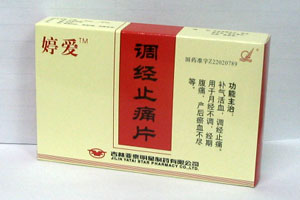 婷爱™
调经止痛片
国药准字Z22020789
功能主治:
补气活血,调经止痛。
用于月经不调、经期
腹痛、产后瘀血不尽
等。
吉林亚泰明星制药有限公司
JILIN YATAI STAR PHARMACY CO.,LTD.